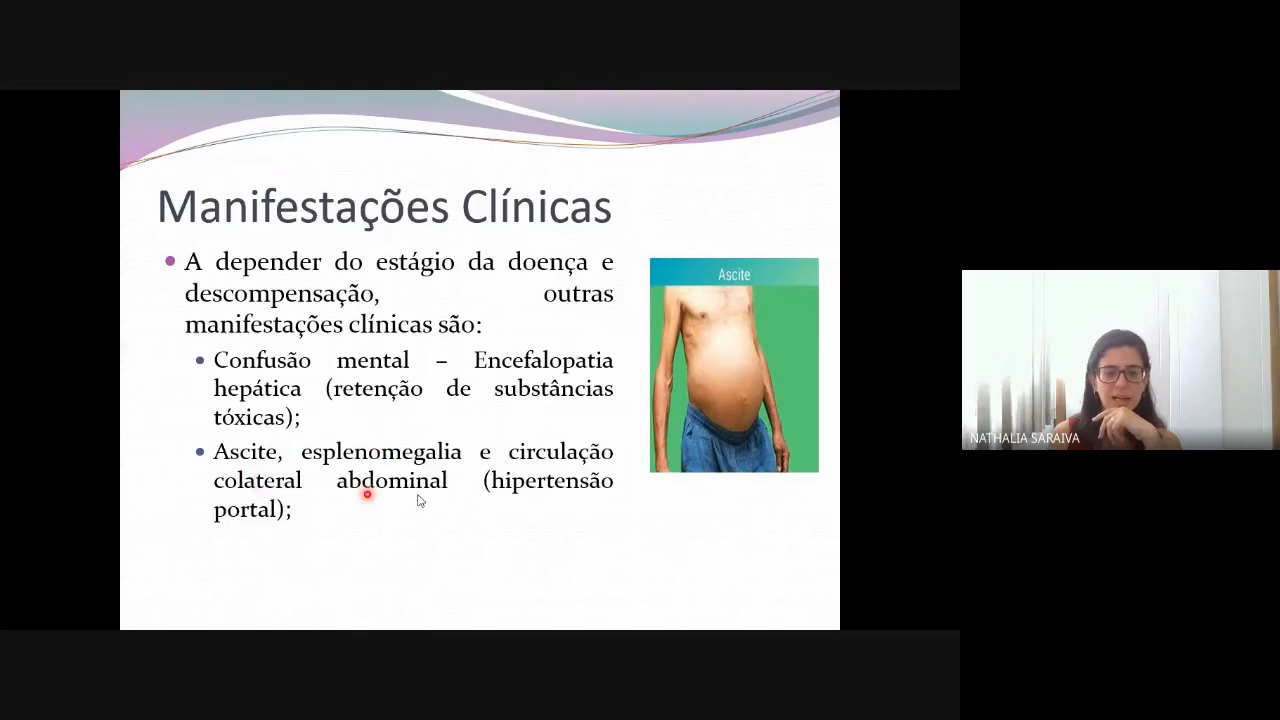 Manifestações Clínicas
A depender do estágio da doença e
descompensação, outras
manifestações clínicas são:
Confusão mental – Encefalopatia
hepática (retenção de substâncias
tóxicas);
Ascite, esplenomegalia e circulação
colateral abdominal (hipertensão
portal);
Ascite
NATHALIA SARAIVA